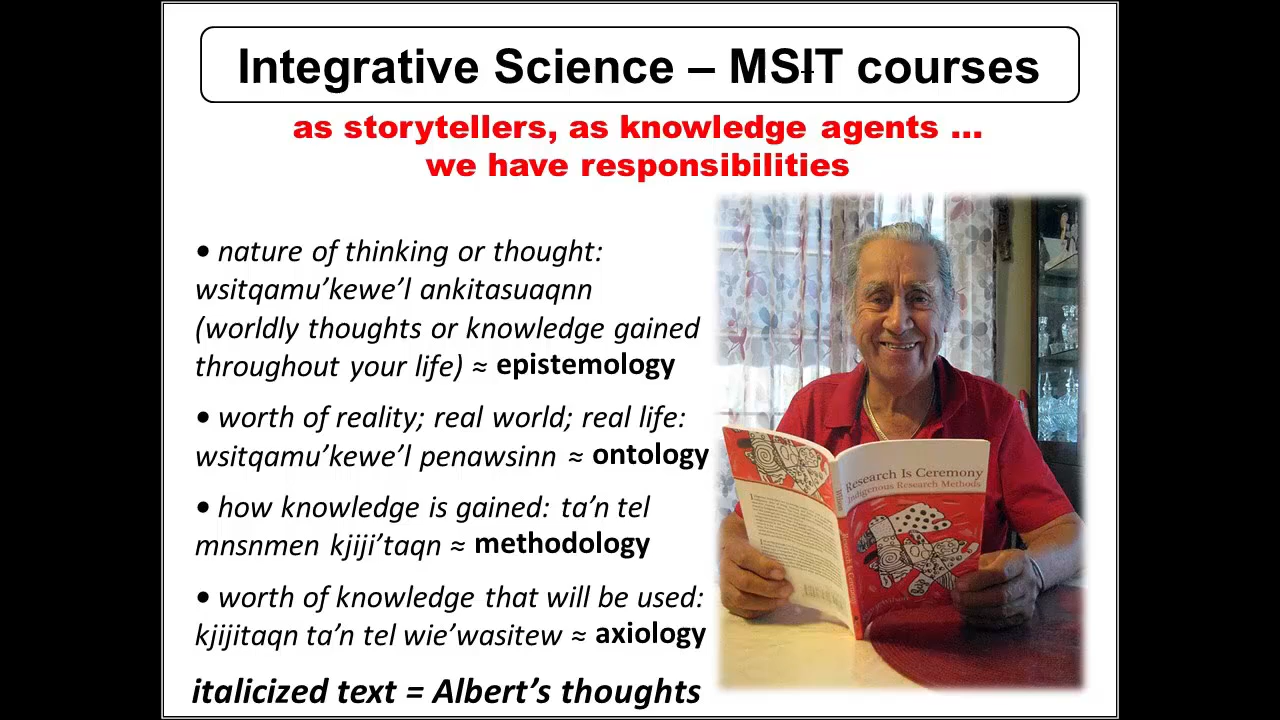 Integrative Science – MSɨT courses
as storytellers, as knowledge agents ...
we have responsibilities
• nature of thinking or thought:
wsitqamu’kewe’l ankitasuaqnn
(worldly thoughts or knowledge gained
throughout your life) ≈ epistemology
• worth of reality; real world; real life:
wsitqamu’kewe’l penawsinn ≈ ontology
• how knowledge is gained: ta’n tel
mnsnmen kjiji’taqn ≈ methodology
• worth of knowledge that will be used:
kjijitaqn ta’n tel wie’wasitew ≈ axiology
italicized text = Albert’s thoughts
Research Is Ceremony
Indigenous Research Methods